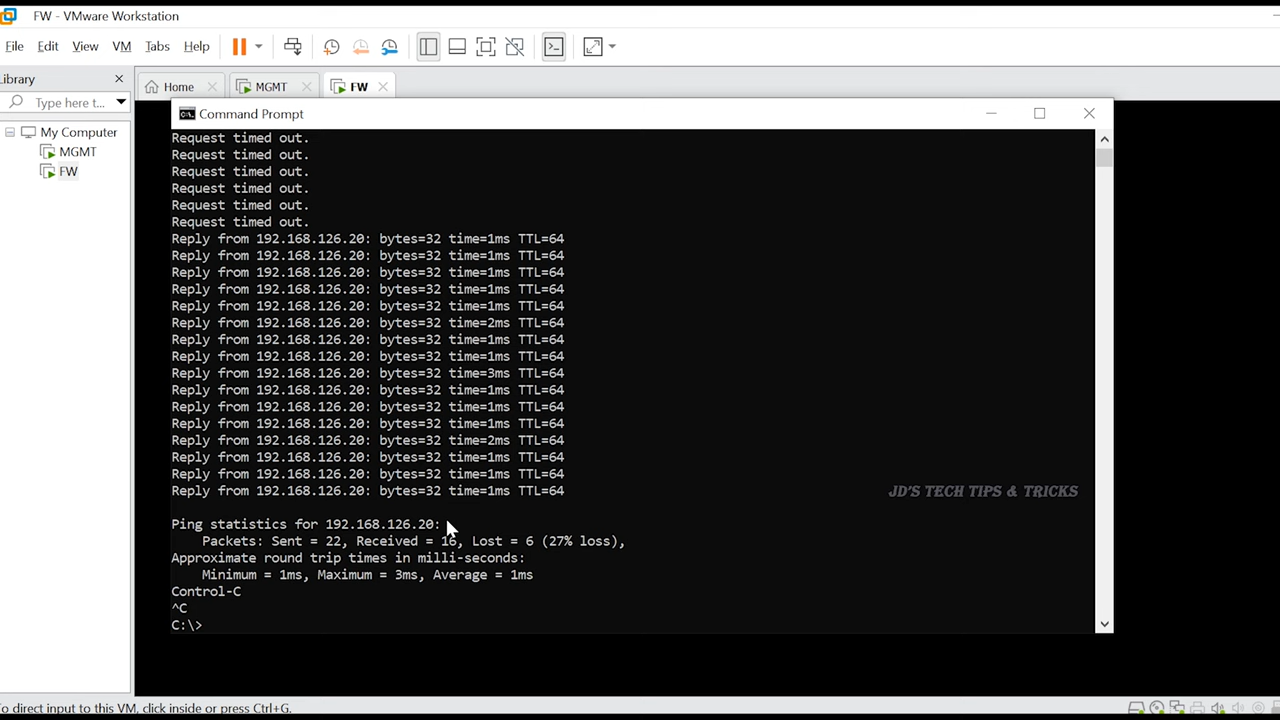 FW - VMware Workstation
File Edit View VM Tabs Help
Library
Type here t...
My Computer
MGMT
FW
Home
MGMT
FW
Command Prompt
Request timed out.
Request timed out.
Request timed out.
Request timed out.
Request timed out.
Request timed out.
Reply from 192.168.126.20: bytes=32 time=1ms TTL=64
Reply from 192.168.126.20: bytes=32 time=1ms TTL=64
Reply from 192.168.126.20: bytes=32 time=1ms TTL=64
Reply from 192.168.126.20: bytes=32 time=1ms TTL=64
Reply from 192.168.126.20: bytes=32 time=1ms TTL=64
Reply from 192.168.126.20: bytes=32 time=2ms TTL=64
Reply from 192.168.126.20: bytes=32 time=1ms TTL=64
Reply from 192.168.126.20: bytes=32 time=1ms TTL=64
Reply from 192.168.126.20: bytes=32 time=3ms TTL=64
Reply from 192.168.126.20: bytes=32 time=1ms TTL=64
Reply from 192.168.126.20: bytes=32 time=1ms TTL=64
Reply from 192.168.126.20: bytes=32 time=1ms TTL=64
Reply from 192.168.126.20: bytes=32 time=2ms TTL=64
Reply from 192.168.126.20: bytes=32 time=1ms TTL=64
Reply from 192.168.126.20: bytes=32 time=1ms TTL=64
Reply from 192.168.126.20: bytes=32 time=1ms TTL=64
JD'S TECH TIPS & TRICKS
Ping statistics for 192.168.126.20:
Packets: Sent = 22, Received = 16, Lost = 6 (27% loss),
Approximate round trip times in milli-seconds:
Minimum = 1ms, Maximum = 3ms, Average = 1ms
Control-C
^C
C:\>
To direct input to this VM, click inside or press Ctrl+G.